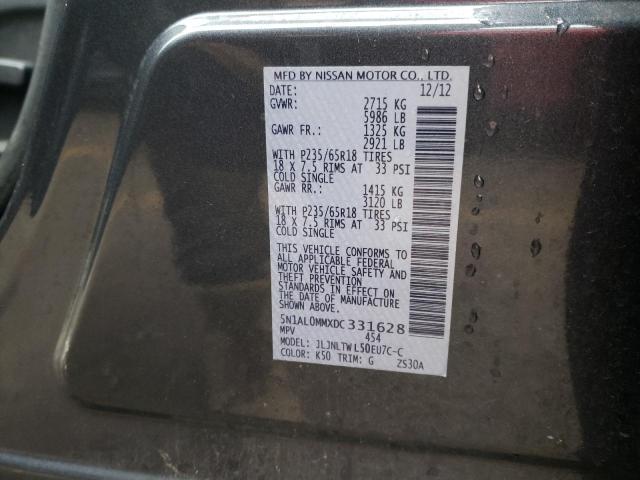 MFD BY NISSAN MOTOR CO., LTD.
DATE: 12/12
GVWR: 2715 KG
5986 LB
GAWR FR.: 1325 KG
2921 LB
WITH P235/65R18 TIRES
18 X 7.5 RIMS AT 33 PSI
COLD SINGLE
GAWR RR.: 1415 KG
3120 LB
WITH P235/65R18 TIRES
18 X 7.5 RIMS AT 33 PSI
COLD SINGLE
THIS VEHICLE CONFORMS TO
ALL APPLICABLE FEDERAL
MOTOR VEHICLE SAFETY AND
THEFT PREVENTION
STANDARDS IN EFFECT ON
THE DATE OF MANUFACTURE
SHOWN ABOVE.
5N1AL0MMXDC331628
MPV 454
MODEL: JLJNLTWL50EU7C-C
COLOR: K50 TRIM: G ZS30A